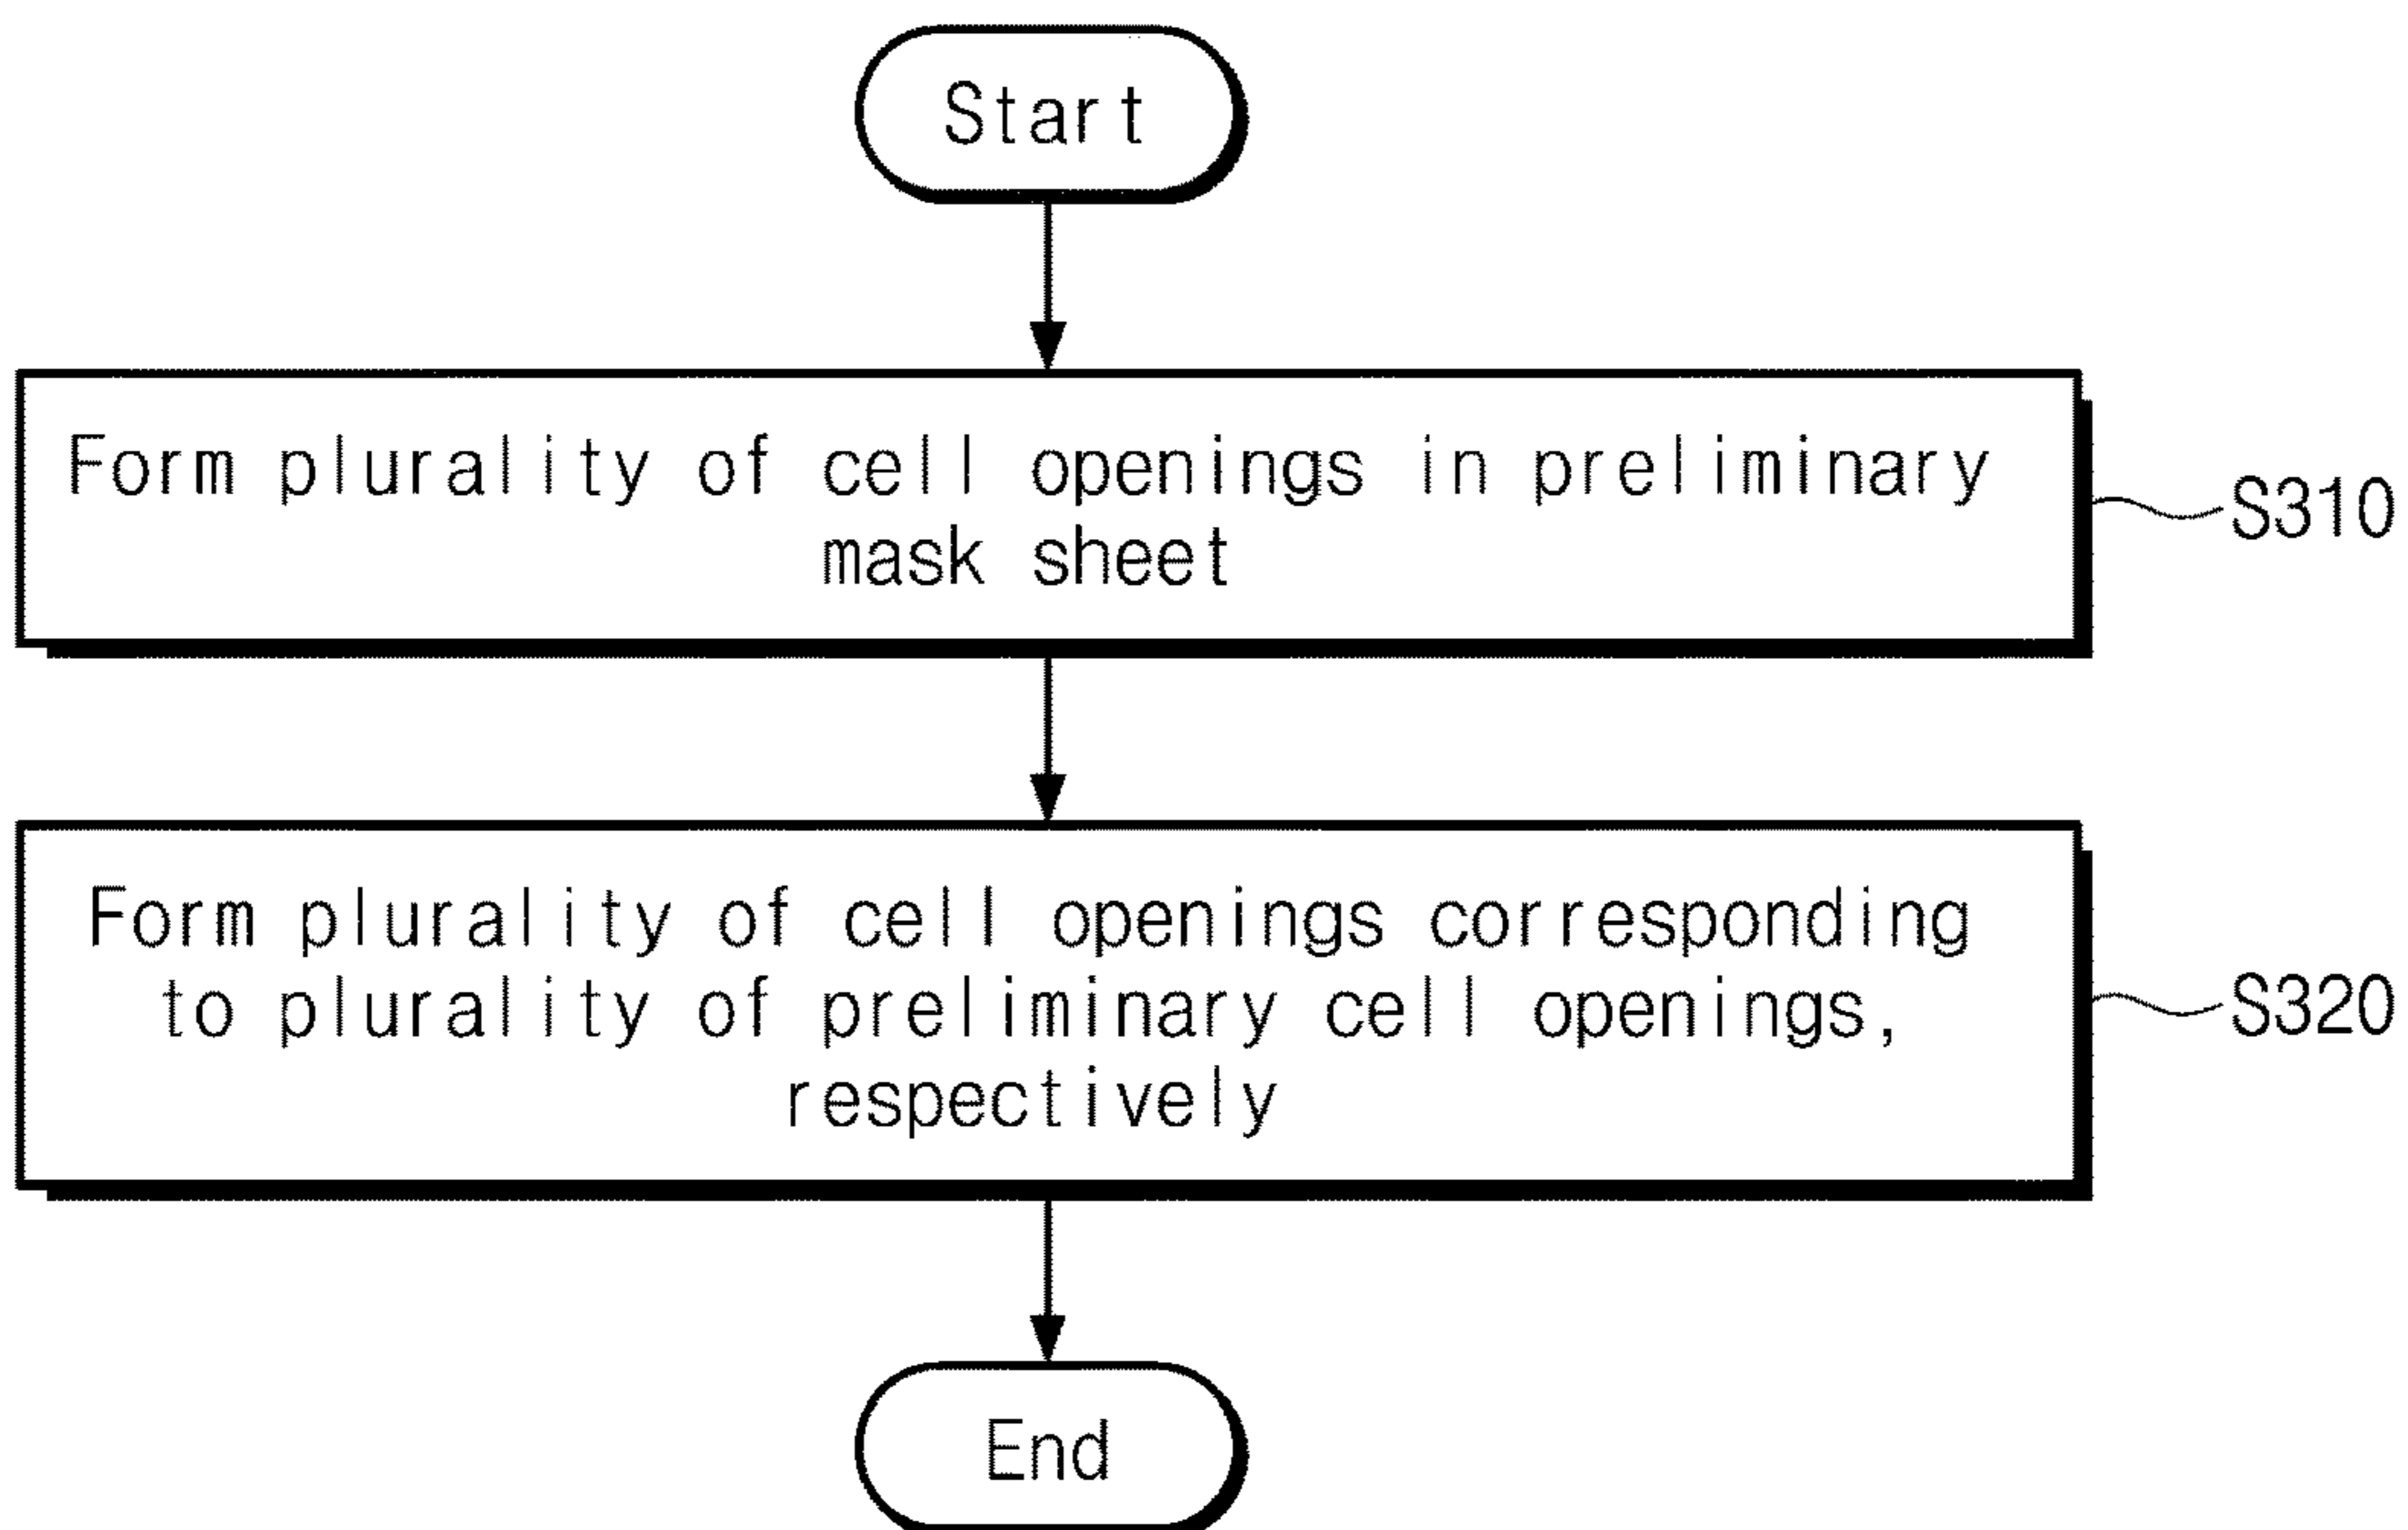 Start
Form plurality of cell openings in preliminary
mask sheet
S310
Form plurality of cell openings corresponding
to plurality of preliminary cell openings,
respectively
S320
End